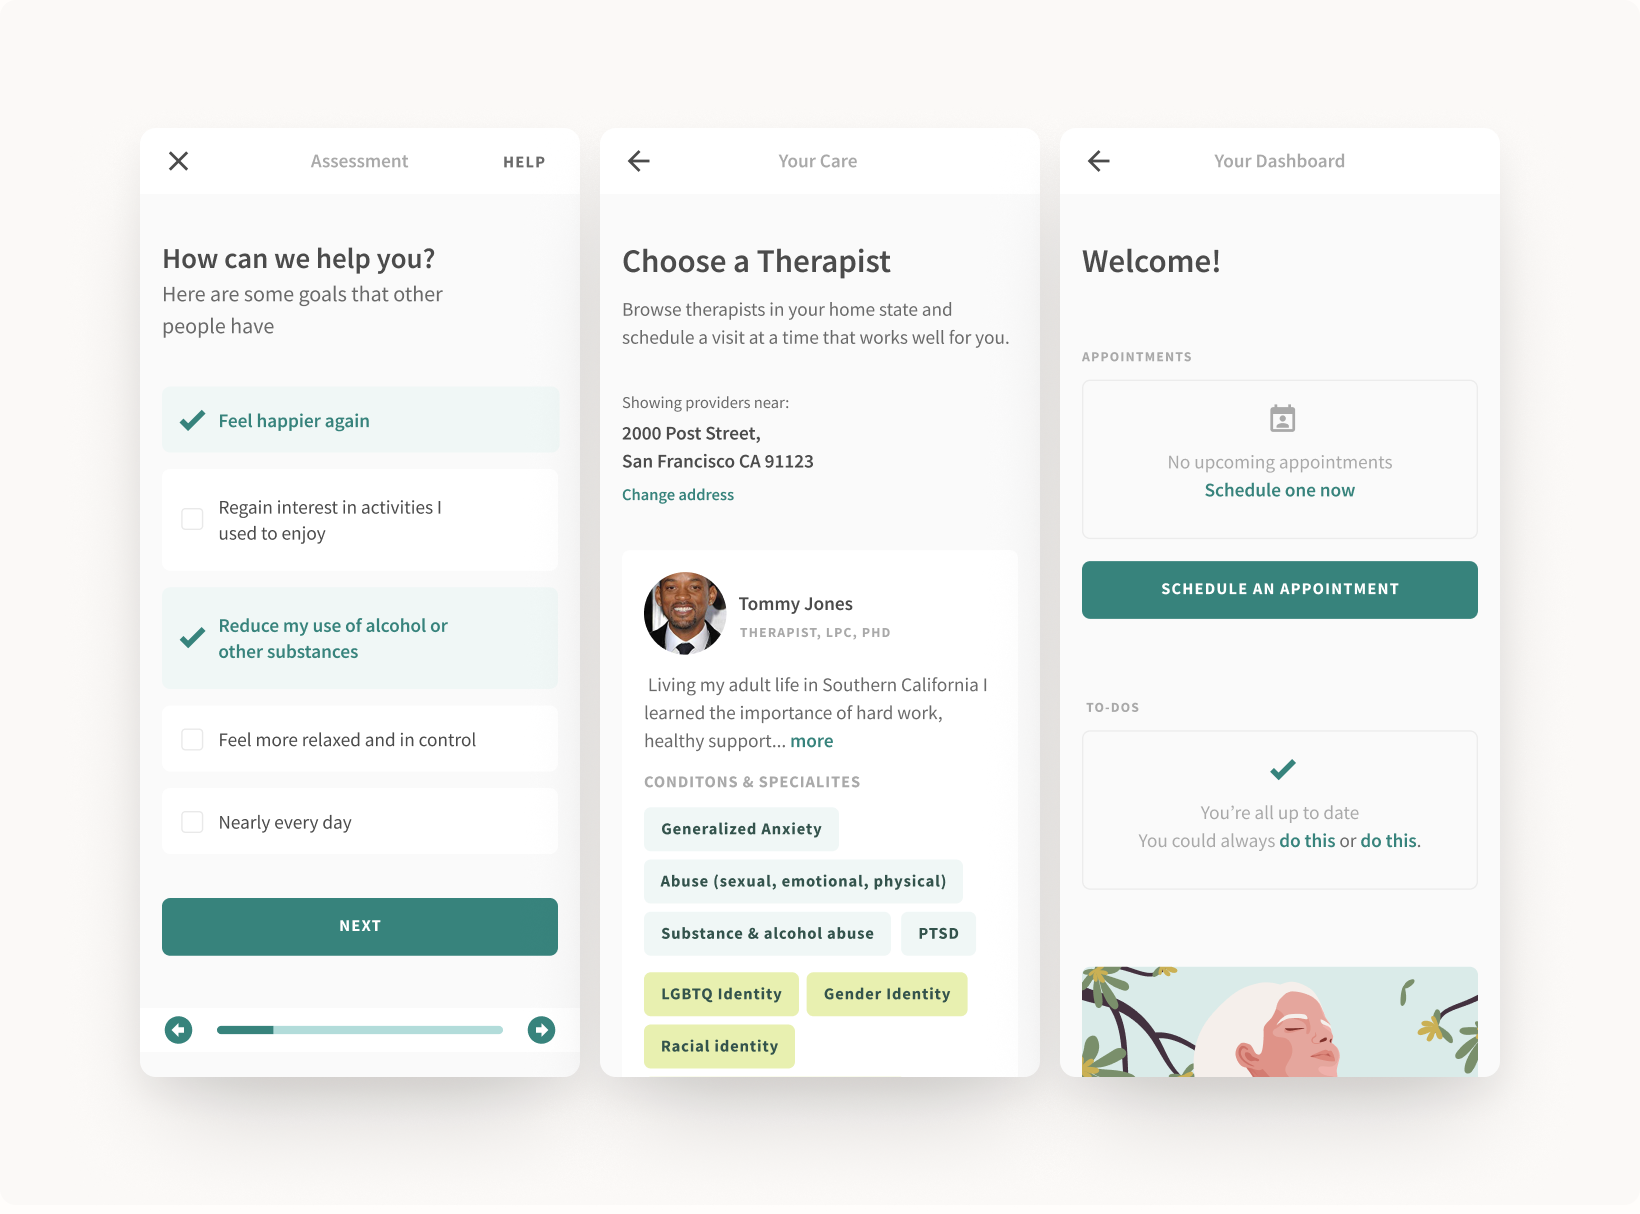 Assessment
HELP
How can we help you?
Here are some goals that other
people have
Feel happier again
Regain interest in activities I
used to enjoy
Reduce my use of alcohol or
other substances
Feel more relaxed and in control
Nearly every day
NEXT
Your Care
Choose a Therapist
Browse therapists in your home state and
schedule a visit at a time that works well for you.
Showing providers near:
2000 Post Street,
San Francisco CA 91123
Change address
Tommy Jones
THERAPIST, LPC, PHD
Living my adult life in Southern California I
learned the importance of hard work,
healthy support... more
CONDITONS & SPECIALITES
Generalized Anxiety
Abuse (sexual, emotional, physical)
Substance & alcohol abuse
PTSD
LGBTQ Identity
Gender Identity
Racial identity
Your Dashboard
Welcome!
APPOINTMENTS
No upcoming appointments
Schedule one now
SCHEDULE AN APPOINTMENT
TO-DOS
You’re all up to date
You could always do this or do this.